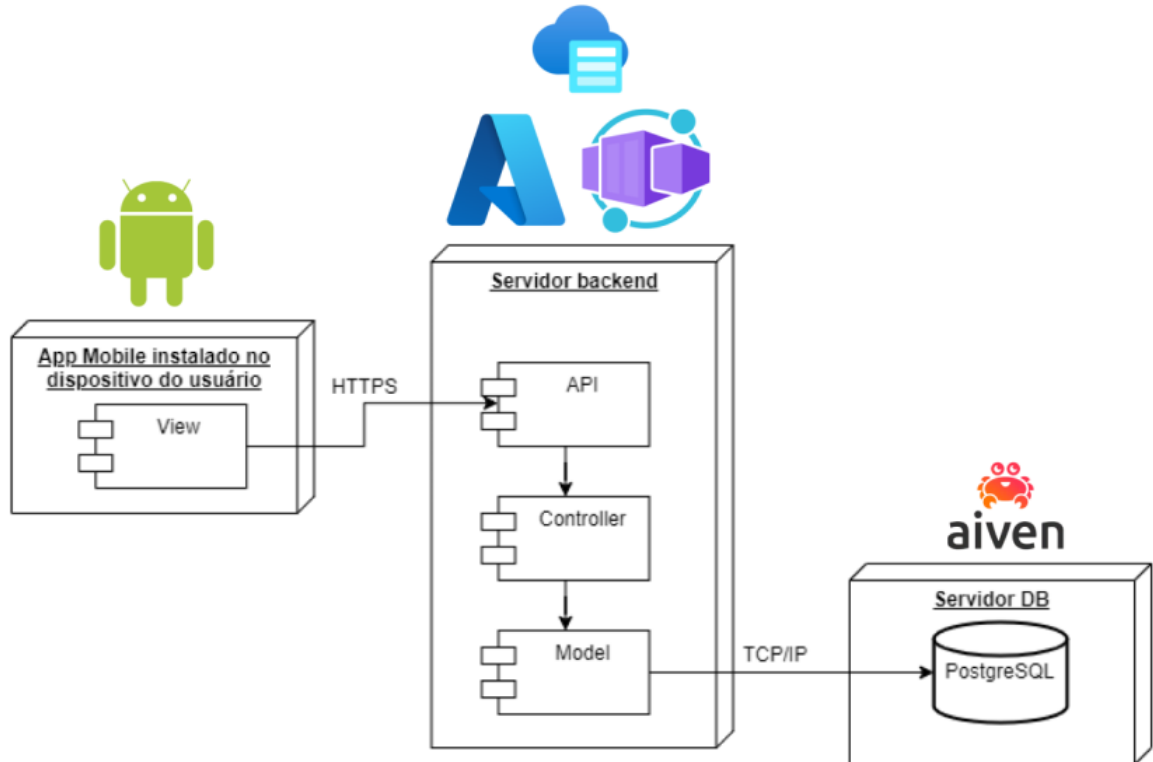 Servidor backend
App Mobile instalado no
dispositivo do usuário
View
HTTPS
API
Controller
Model
TCP/IP
aiven
Servidor DB
PostgreSQL